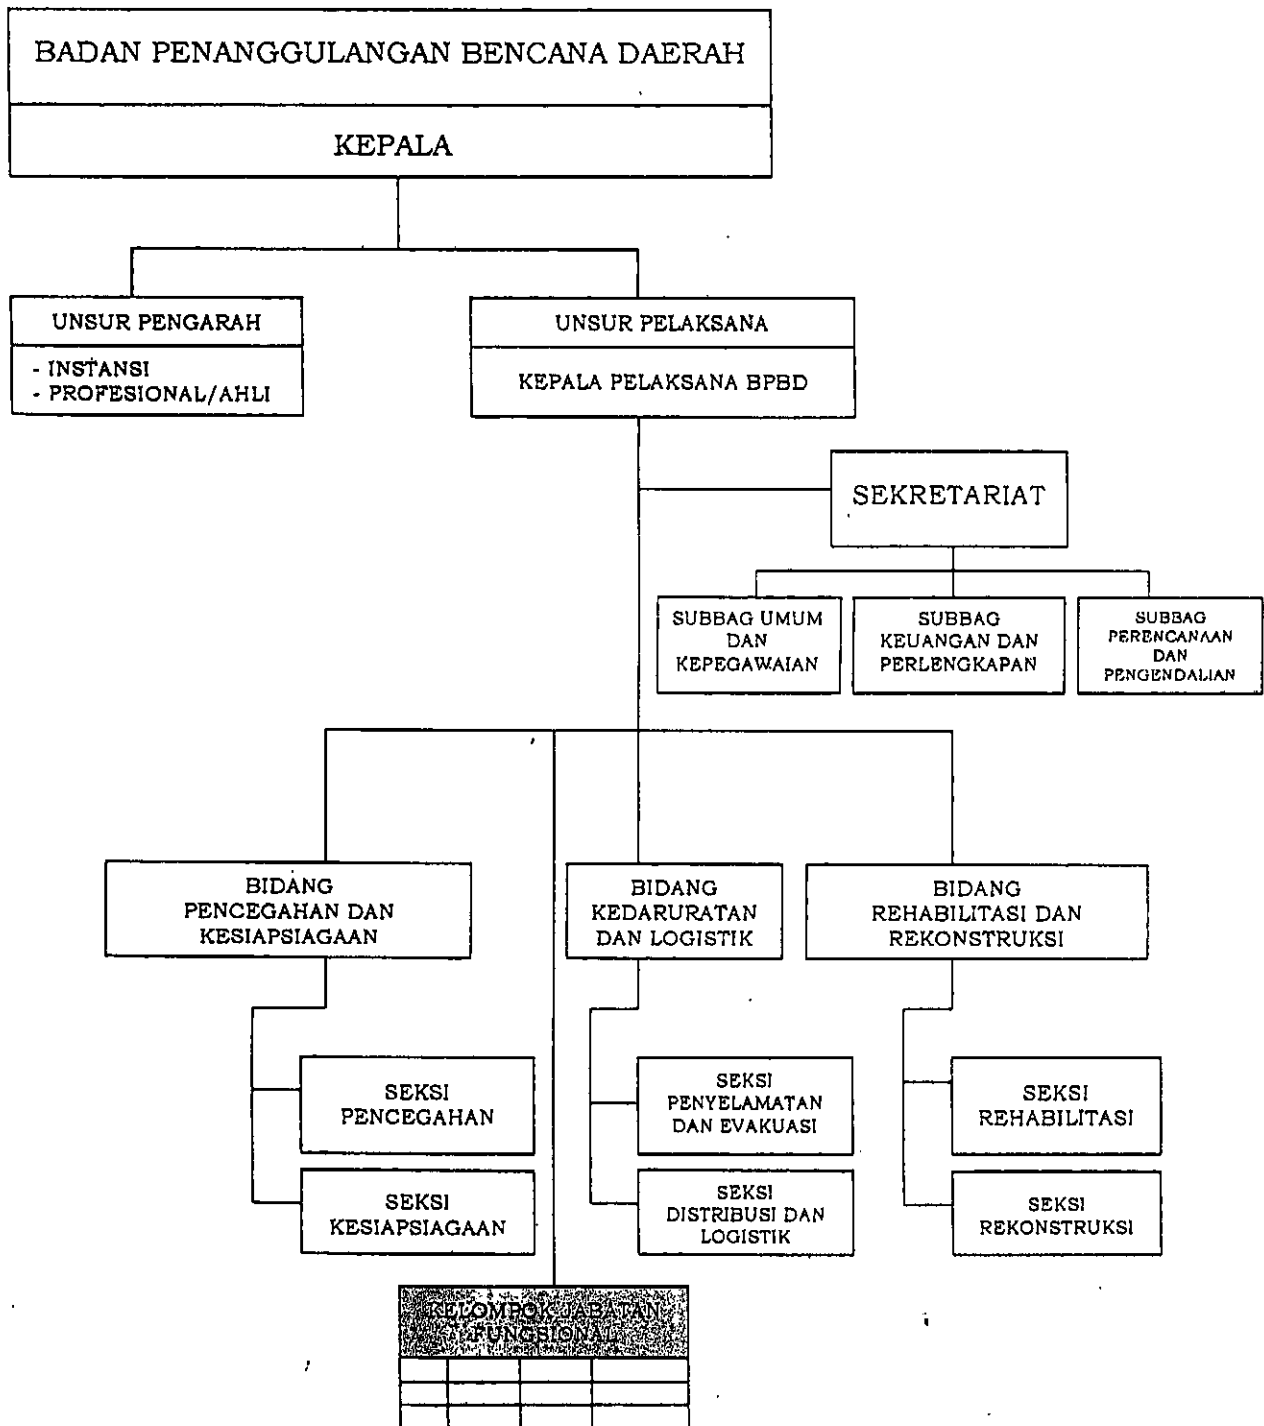 BADAN PENANGGULANGAN BENCANA DAERAH
KEPALA
UNSUR PENGARAH
- INSTANSI
- PROFESIONAL/AHLI
UNSUR PELAKSANA
KEPALA PELAKSANA BPBD
SEKRETARIAT
SUBBAG UMUM
DAN
KEPEGAWAIAN
SUBBAG
KEUANGAN DAN
PERLENGKAPAN
SUBBAG
PERENCANAAN
DAN
PENGENDALIAN
BIDANG
PENCEGAHAN DAN
KESIAPSIAGAAN
BIDANG
KEDARURATAN
DAN LOGISTIK
BIDANG
REHABILITASI DAN
REKONSTRUKSI
SEKSI
PENCEGAHAN
SEKSI
KESIAPSIAGAAN
SEKSI
PENYELAMATAN
DAN EVAKUASI
SEKSI
DISTRIBUSI DAN
LOGISTIK
SEKSI
REHABILITASI
SEKSI
REKONSTRUKSI
KELOMPOK JABATAN
FUNGSIONAL